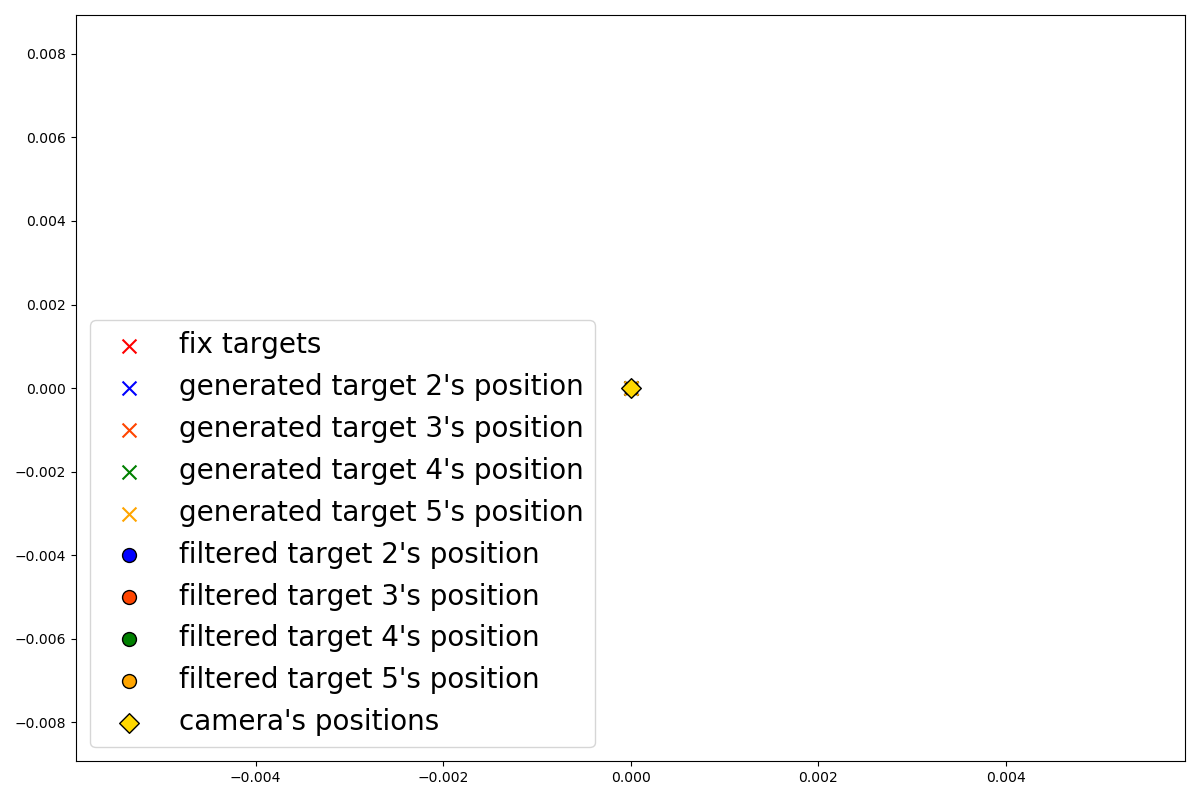 0.008
0.006
0.004
0.002
0.000
−0.002
−0.004
−0.006
−0.008
fix targets
generated target 2's position
generated target 3's position
generated target 4's position
generated target 5's position
filtered target 2's position
filtered target 3's position
filtered target 4's position
filtered target 5's position
camera's positions
−0.004
−0.002
0.000
0.002
0.004